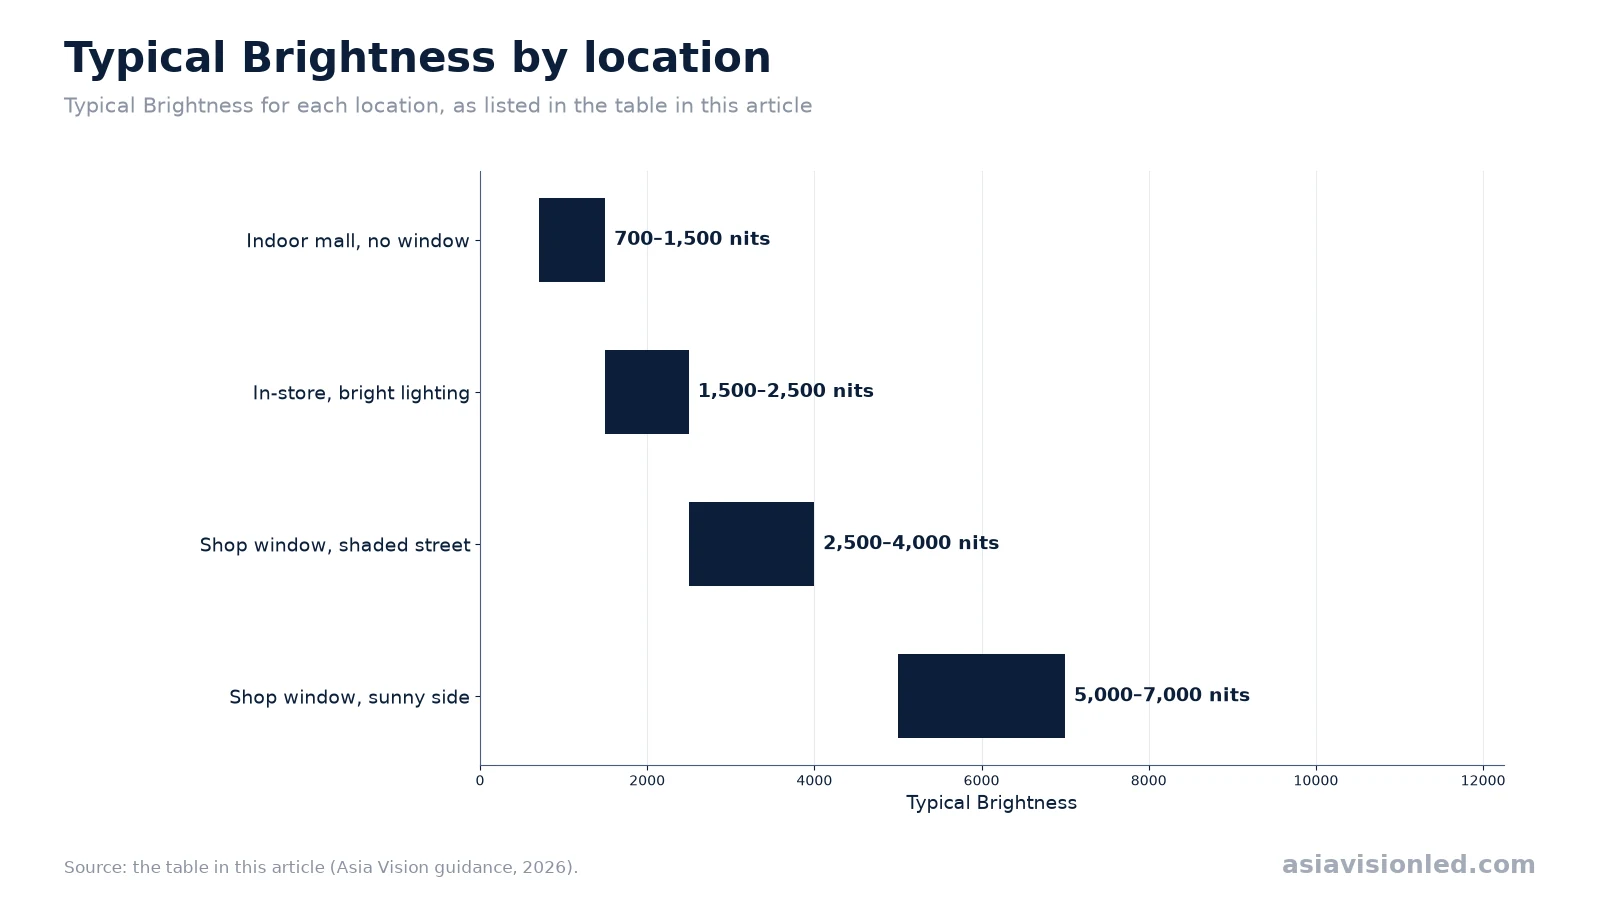 Typical Brightness by location
Typical Brightness for each location, as listed in the table in this article
Indoor mall, no window
700–1,500 nits
In-store, bright lighting
1,500–2,500 nits
Shop window, shaded street
2,500–4,000 nits
Shop window, sunny side
5,000–7,000 nits
0 2000 4000 6000 8000 10000 12000
Typical Brightness
Source: the table in this article (Asia Vision guidance, 2026).
asiavisionled.com